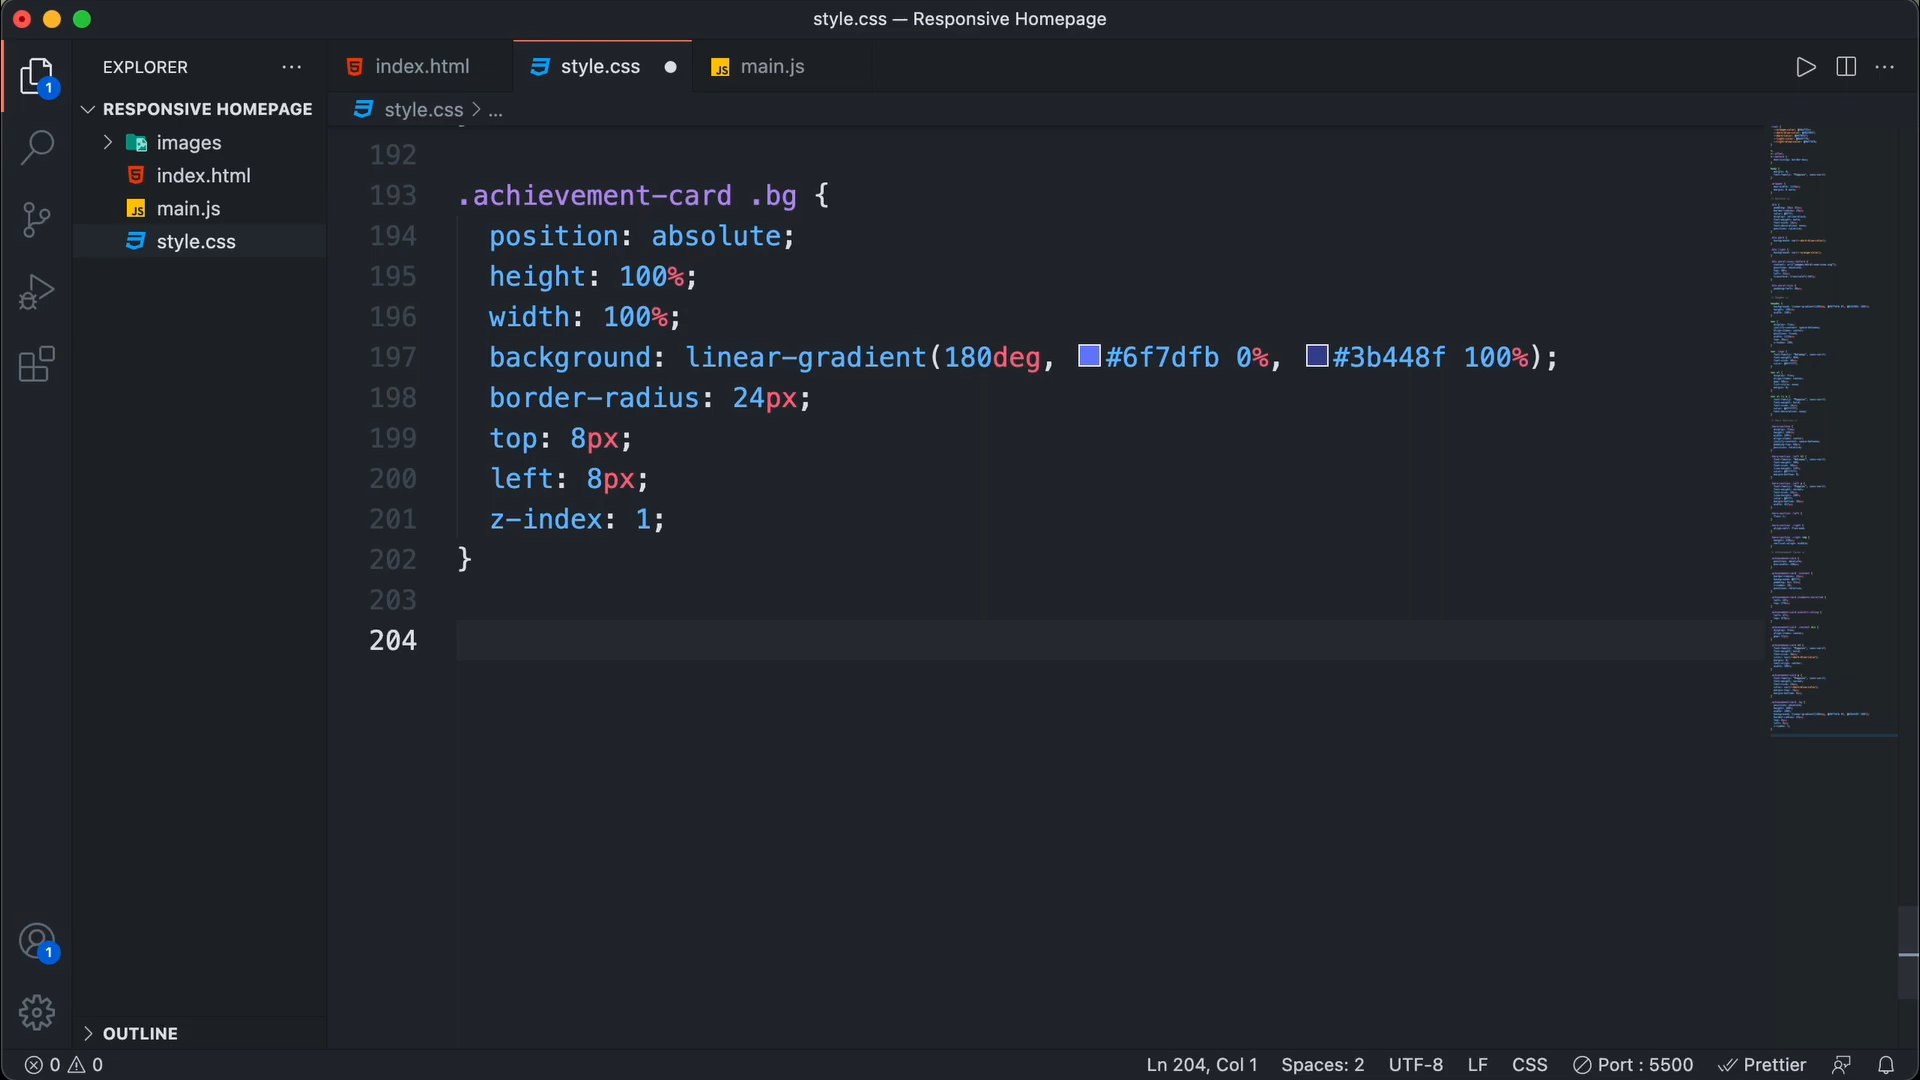 style.css — Responsive Homepage
EXPLORER
index.html
style.css
main.js
RESPONSIVE HOMEPAGE
style.css > ...
images
index.html
main.js
style.css
192
193 .achievement-card .bg {
194 position: absolute;
195 height: 100%;
196 width: 100%;
197 background: linear-gradient(180deg, #6f7dfb 0%, #3b448f 100%);
198 border-radius: 24px;
199 top: 8px;
200 left: 8px;
201 z-index: 1;
202 }
203
204
1
1
OUTLINE
0 0
Ln 204, Col 1 Spaces: 2 UTF-8 LF CSS Port : 5500 Prettier